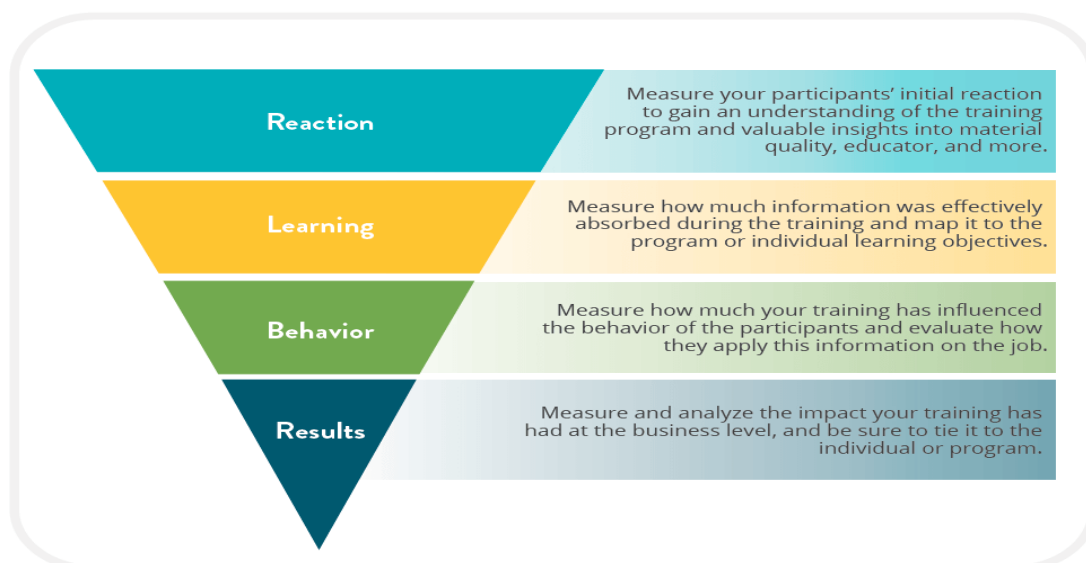 Reaction
Measure your participants’ initial reaction
to gain an understanding of the training
program and valuable insights into material
quality, educator, and more.
Learning
Measure how much information was effectively
absorbed during the training and map it to the
program or individual learning objectives.
Behavior
Measure how much your training has influenced
the behavior of the participants and evaluate how
they apply this information on the job.
Results
Measure and analyze the impact your training has
had at the business level, and be sure to tie it to the
individual or program.